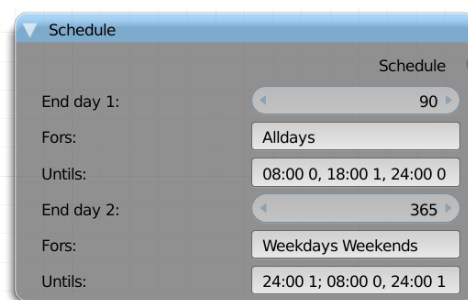 Schedule
Schedule
End day 1: 90
Fors: Alldays
Untils: 08:00 0, 18:00 1, 24:00 0
End day 2: 365
Fors: Weekdays Weekends
Untils: 24:00 1; 08:00 0, 24:00 1